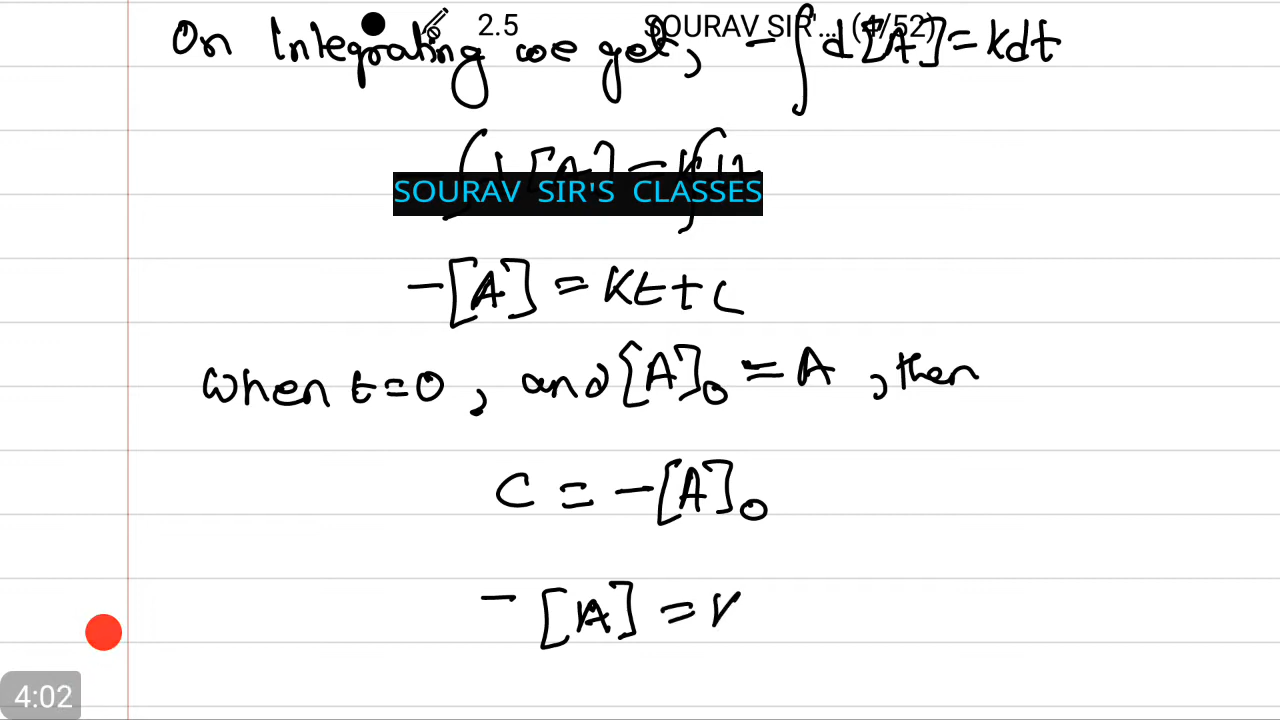 2.5 SOURAV SIR'... (4/52)
On Integrating we get, -∫d[A]=kdt
SOURAV SIR'S CLASSES
-[A] = Kt+C
When t=0, and [A]₀ = A, then
C = -[A]₀
-[A] =
4:02